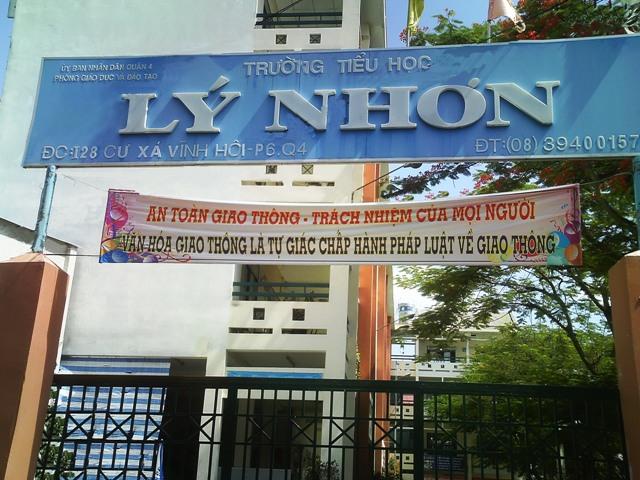 ỦY BAN NHÂN DÂN QUẬN 4
PHÒNG GIÁO DỤC VÀ ĐÀO TẠO
TRƯỜNG TIỂU HỌC
LÝ NHƠN
ĐC:128 CƯ XÁ VĨNH HỘI-P6.Q4
ĐT:(08) 39400157
AN TOÀN GIAO THÔNG - TRÁCH NHIỆM CỦA MỌI NGƯỜI
VĂN HÓA GIAO THÔNG LÀ TỰ GIÁC CHẤP HÀNH PHÁP LUẬT VỀ GIAO THÔNG